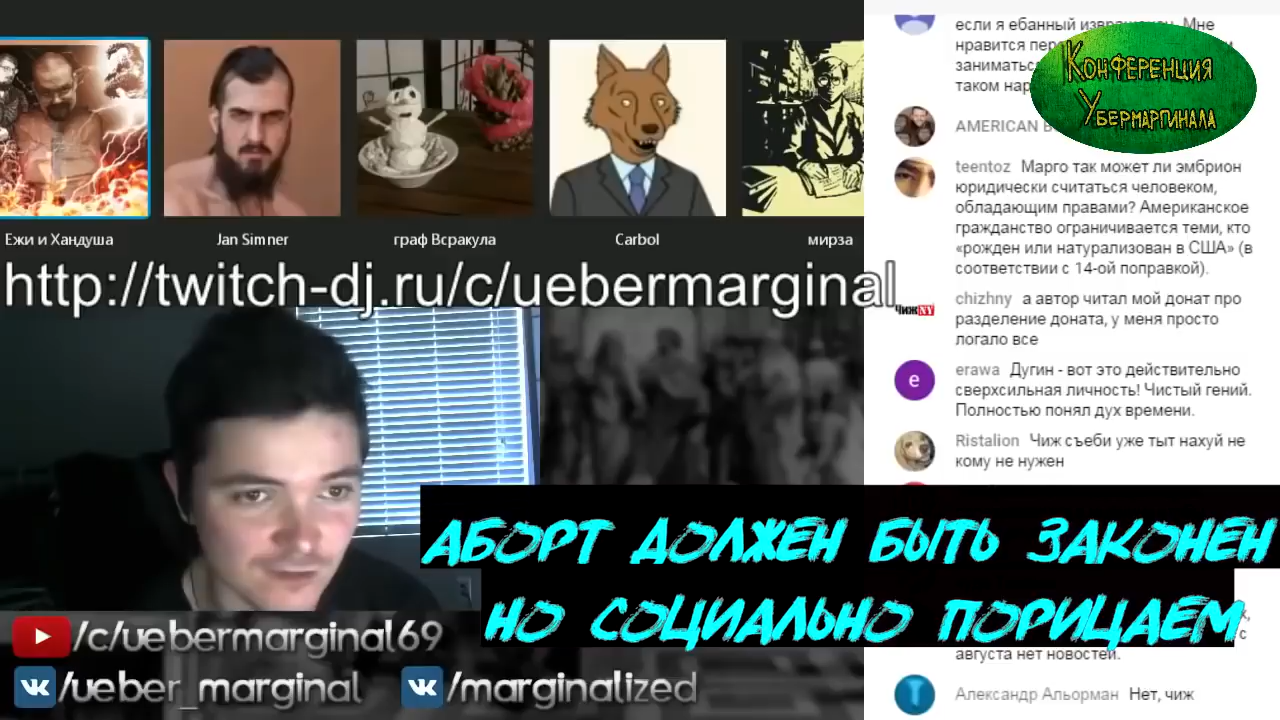 Ежи и Хандуша
Jan Simner
граф Всракула
Carbol
мирза
http://twitch-dj.ru/c/uebermarginal
/c/uebermarginal69
/ueber_marginal
/marginalized
КОНФЕРЕНЦИЯ
УБЕРМАРГИНАЛА
если я ебанный Мне
нравится
заниматься
таком
AMERICAN
teentoz Марго так может ли эмбрион
юридически считаться человеком,
обладающим правами? Американское
гражданство ограничивается теми, кто
«рожден или натурализован в США» (в
соответствии с 14-ой поправкой).
chizhny а автор читал мой донат про
разделение доната, у меня просто
логало все
ЧижNY
erawa Дугин - вот это действительно
сверхсильная личность! Чистый гений.
Полностью понял дух времени.
e
Ristalion Чиж съеби уже тыт нахуй не
кому не нужен
АБОРТ ДОЛЖЕН БЫТЬ ЗАКОНЕН
НО СОЦИАЛЬНО ПОРИЦАЕМ
с
августа нет новостей.
Александр Альорман Нет, чиж